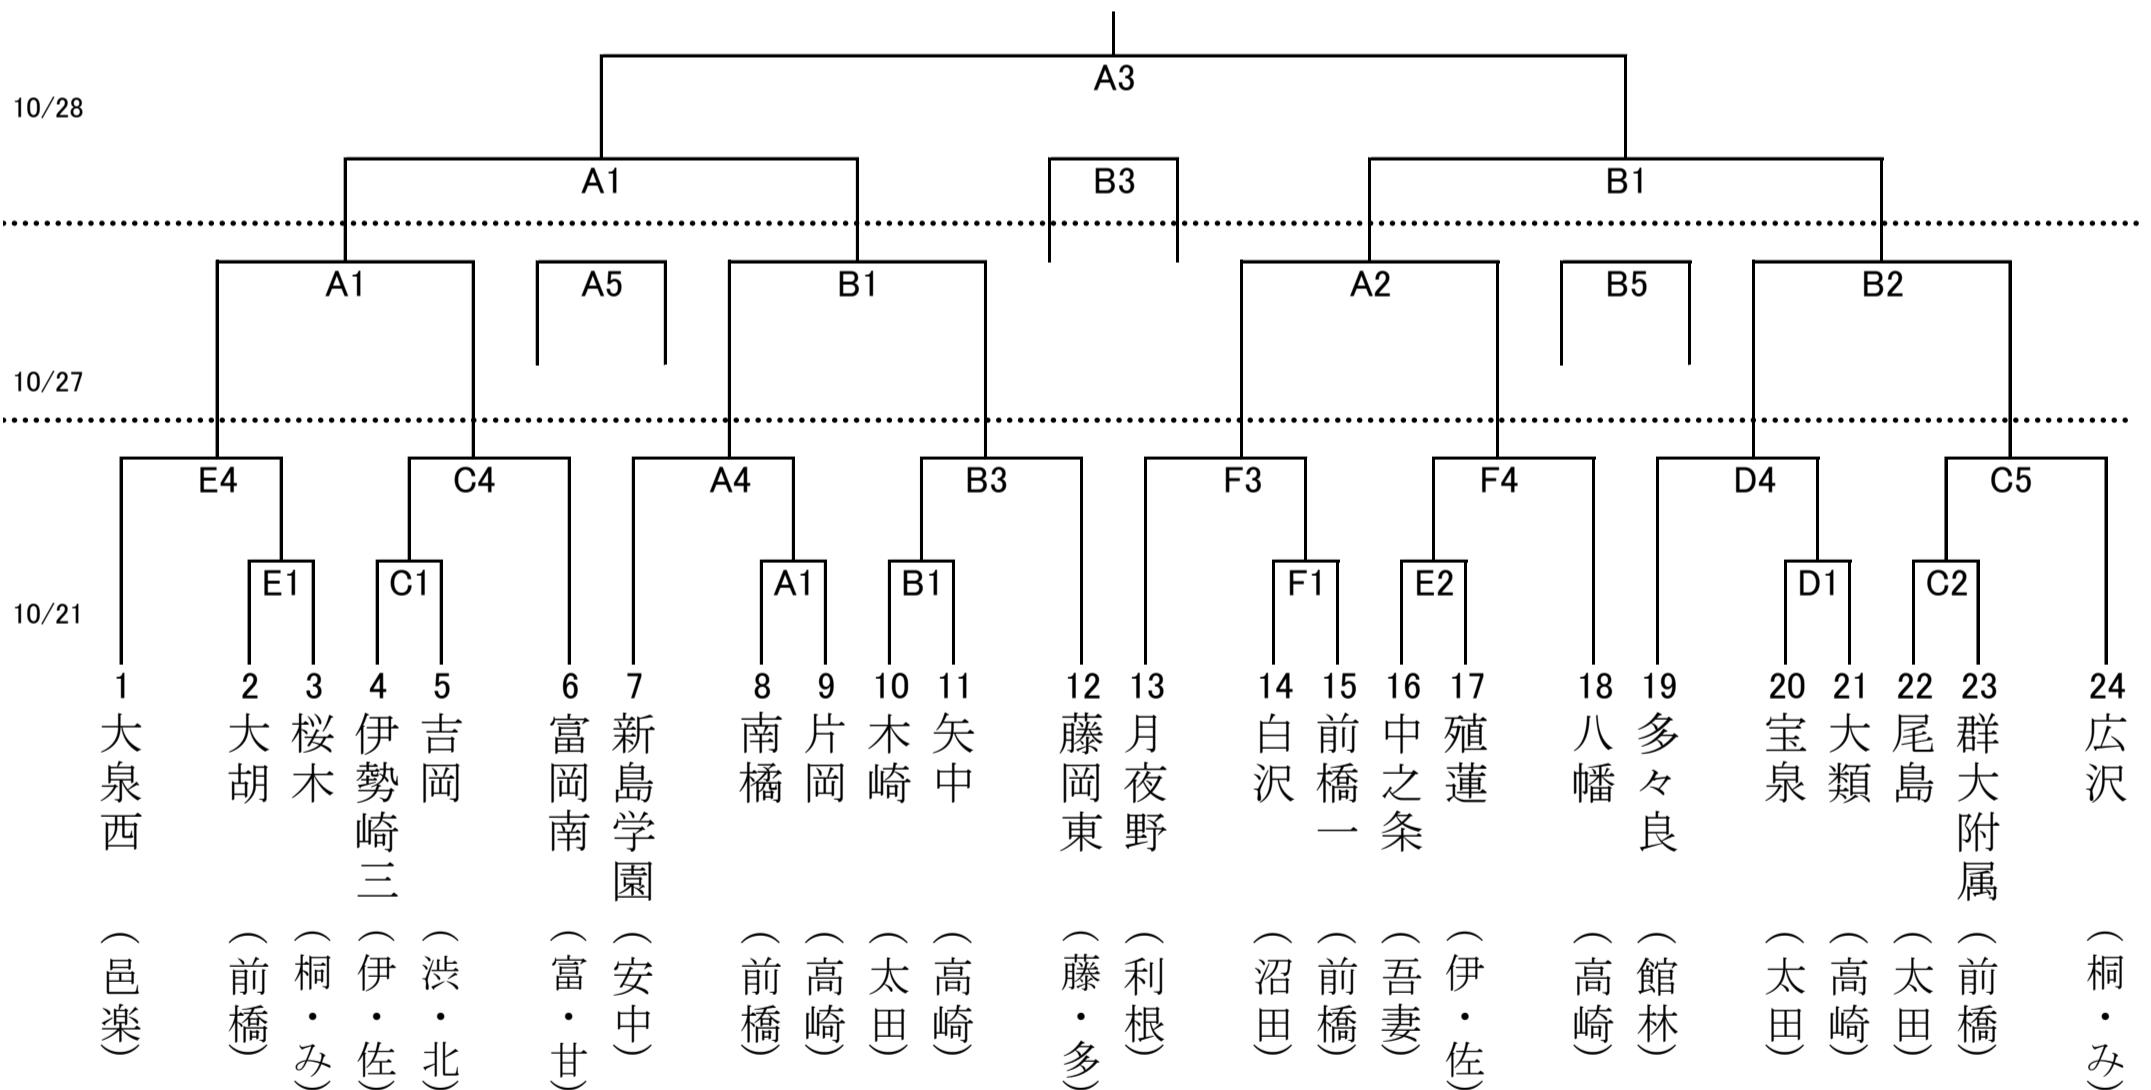 A3
10/28
A1
B3
B1
A1
A5
B1
A2
B5
B2
10/27
E4
C4
A4
B3
F3
F4
D4
C5
E1
C1
A1
B1
F1
E2
D1
C2
10/21
1 大泉西 (邑楽)
2 大胡 (前橋)
3 桜木 (桐・み)
4 伊勢崎三 (伊・佐)
5 吉岡 (渋・北)
6 富岡南 (富・甘)
7 新島学園 (安中)
8 南橘 (前橋)
9 片岡 (高崎)
10 木崎 (太田)
11 矢中 (高崎)
12 藤岡東 (藤・多)
13 月夜野 (利根)
14 白沢 (沼田)
15 前橋一 (前橋)
16 中之条 (吾妻)
17 殖蓮 (伊・佐)
18 八幡 (高崎)
19 多々良 (館林)
20 宝泉 (太田)
21 大類 (高崎)
22 尾島 (太田)
23 群大附属 (前橋)
24 広沢 (桐・み)